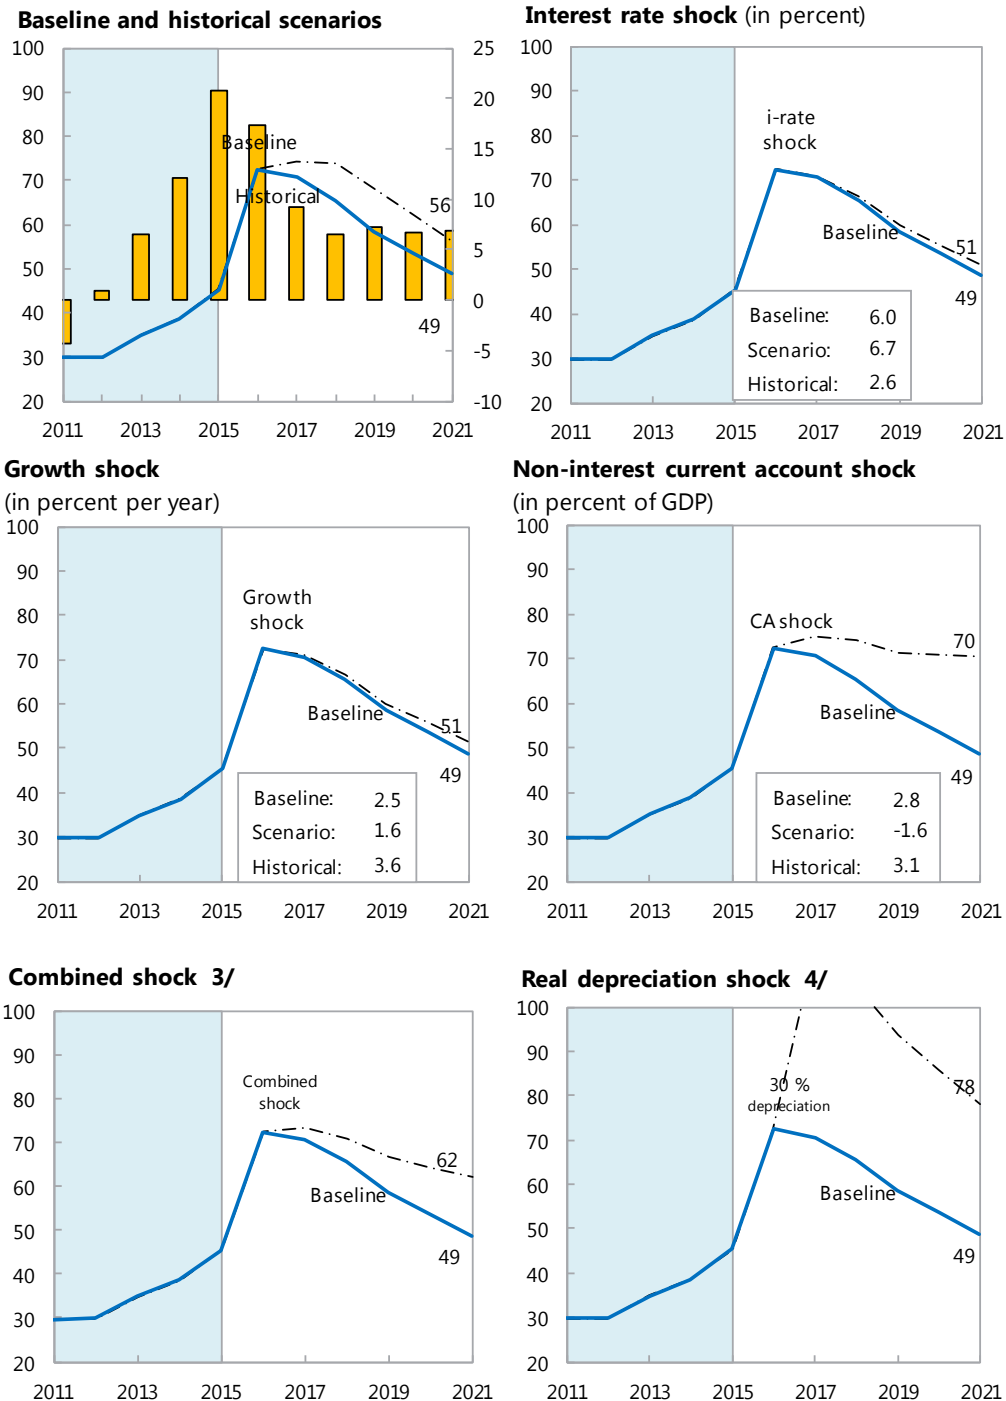 Baseline and historical scenarios
100
90
80
70
60
50
40
30
20
25
20
15
10
5
0
-5
-10
Baseline
Historical
56
49
2011 2013 2015 2017 2019 2021
Interest rate shock (in percent)
100
90
80
70
60
50
40
30
20
i-rate
shock
Baseline
51
49
Baseline: 6.0
Scenario: 6.7
Historical: 2.6
2011 2013 2015 2017 2019 2021
Growth shock
(in percent per year)
100
90
80
70
60
50
40
30
20
Growth
shock
Baseline
51
49
Baseline: 2.5
Scenario: 1.6
Historical: 3.6
2011 2013 2015 2017 2019 2021
Non-interest current account shock
(in percent of GDP)
100
90
80
70
60
50
40
30
20
CA shock
70
Baseline
49
Baseline: 2.8
Scenario: -1.6
Historical: 3.1
2011 2013 2015 2017 2019 2021
Combined shock 3/
100
90
80
70
60
50
40
30
20
Combined
shock
62
Baseline
49
2011 2013 2015 2017 2019 2021
Real depreciation shock 4/
100
90
80
70
60
50
40
30
20
30 %
depreciation
78
Baseline
49
2011 2013 2015 2017 2019 2021